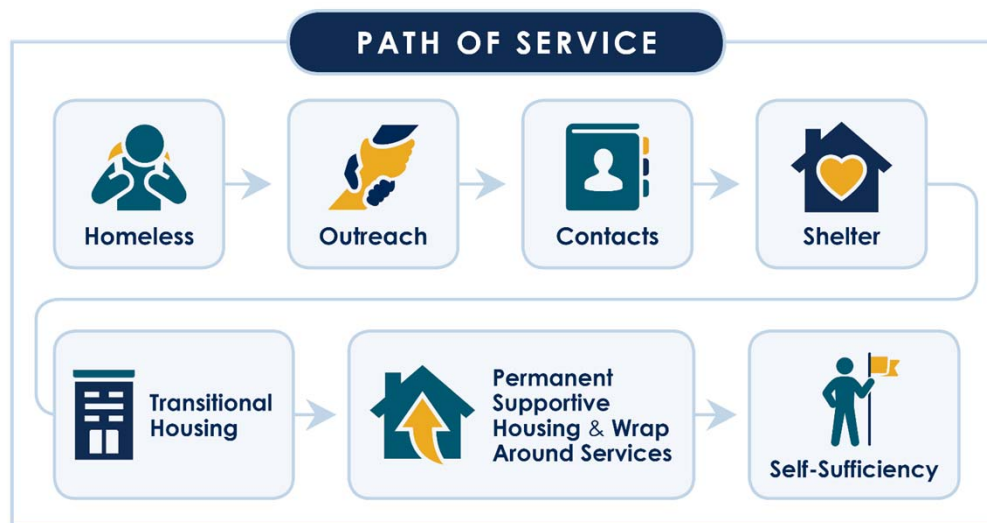 PATH OF SERVICE
Homeless
Outreach
Contacts
Shelter
Transitional
Housing
Permanent
Supportive
Housing & Wrap
Around Services
Self-Sufficiency